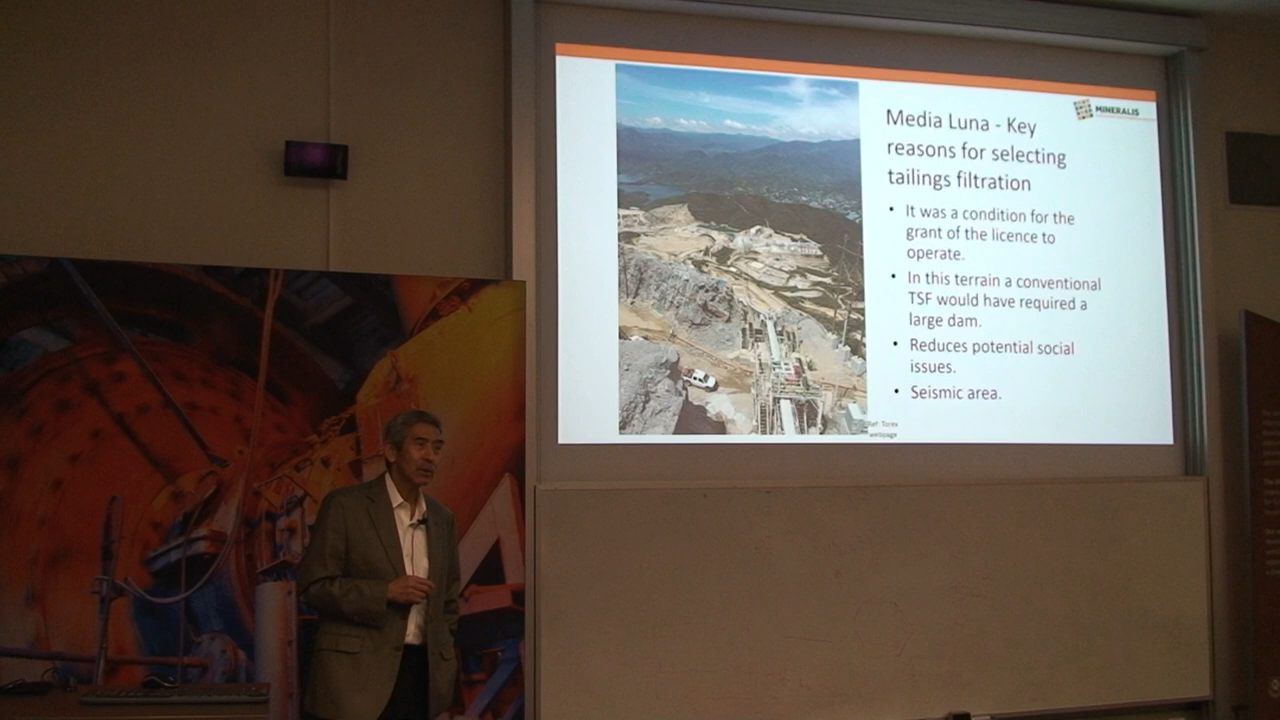 MINERALIS
Media Luna - Key
reasons for selecting
tailings filtration
• It was a condition for the
grant of the licence to
operate.
• In this terrain a conventional
TSF would have required a
large dam.
• Reduces potential social
issues.
• Seismic area.
Ref: Torex
webpage